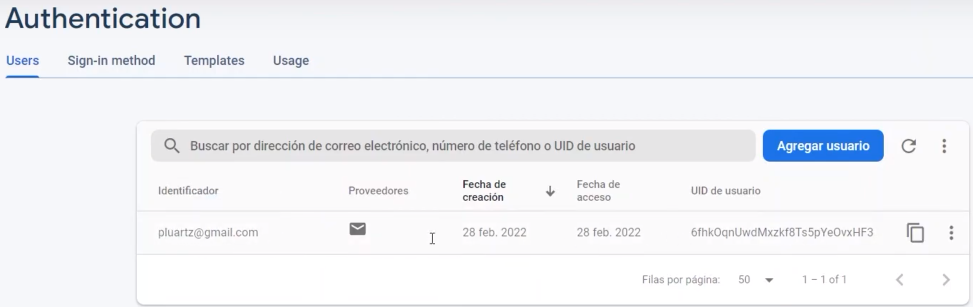 Authentication
Users Sign-in method Templates Usage
Buscar por dirección de correo electrónico, número de teléfono o UID de usuario Agregar usuario
Identificador Proveedores Fecha de creación Fecha de acceso UID de usuario
pluartz@gmail.com 28 feb. 2022 28 feb. 2022 6fhkOqnUwdMxzkf8Ts5pYeOvxHF3
Filas por página: 50 1 – 1 of 1